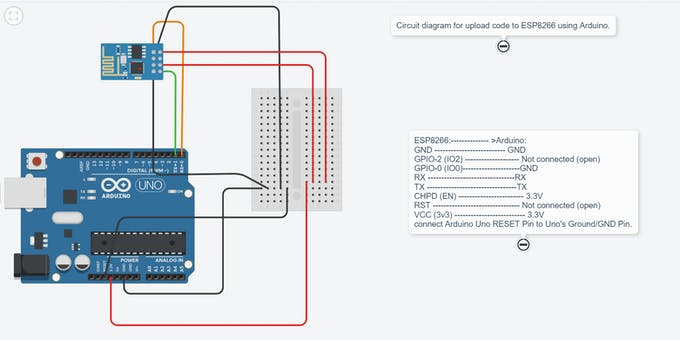 Circuit diagram for upload code to ESP8266 using Arduino.
ESP8266:-------------- >Arduino:
GND ------------------------- GND
GPIO-2 (IO2) ------------------- Not connected (open)
GPIO-0 (IO0)--------------------GND
RX -------------------------------RX
TX --------------------------------TX
CHPD (EN) -------------------- 3.3V
RST ---------------------------- Not connected (open)
VCC (3v3) ------------------------- 3.3V
connect Arduino Uno RESET Pin to Uno's Ground/GND Pin.
DIGITAL (PWM~)
UNO
ARDUINO
POWER
ANALOG IN